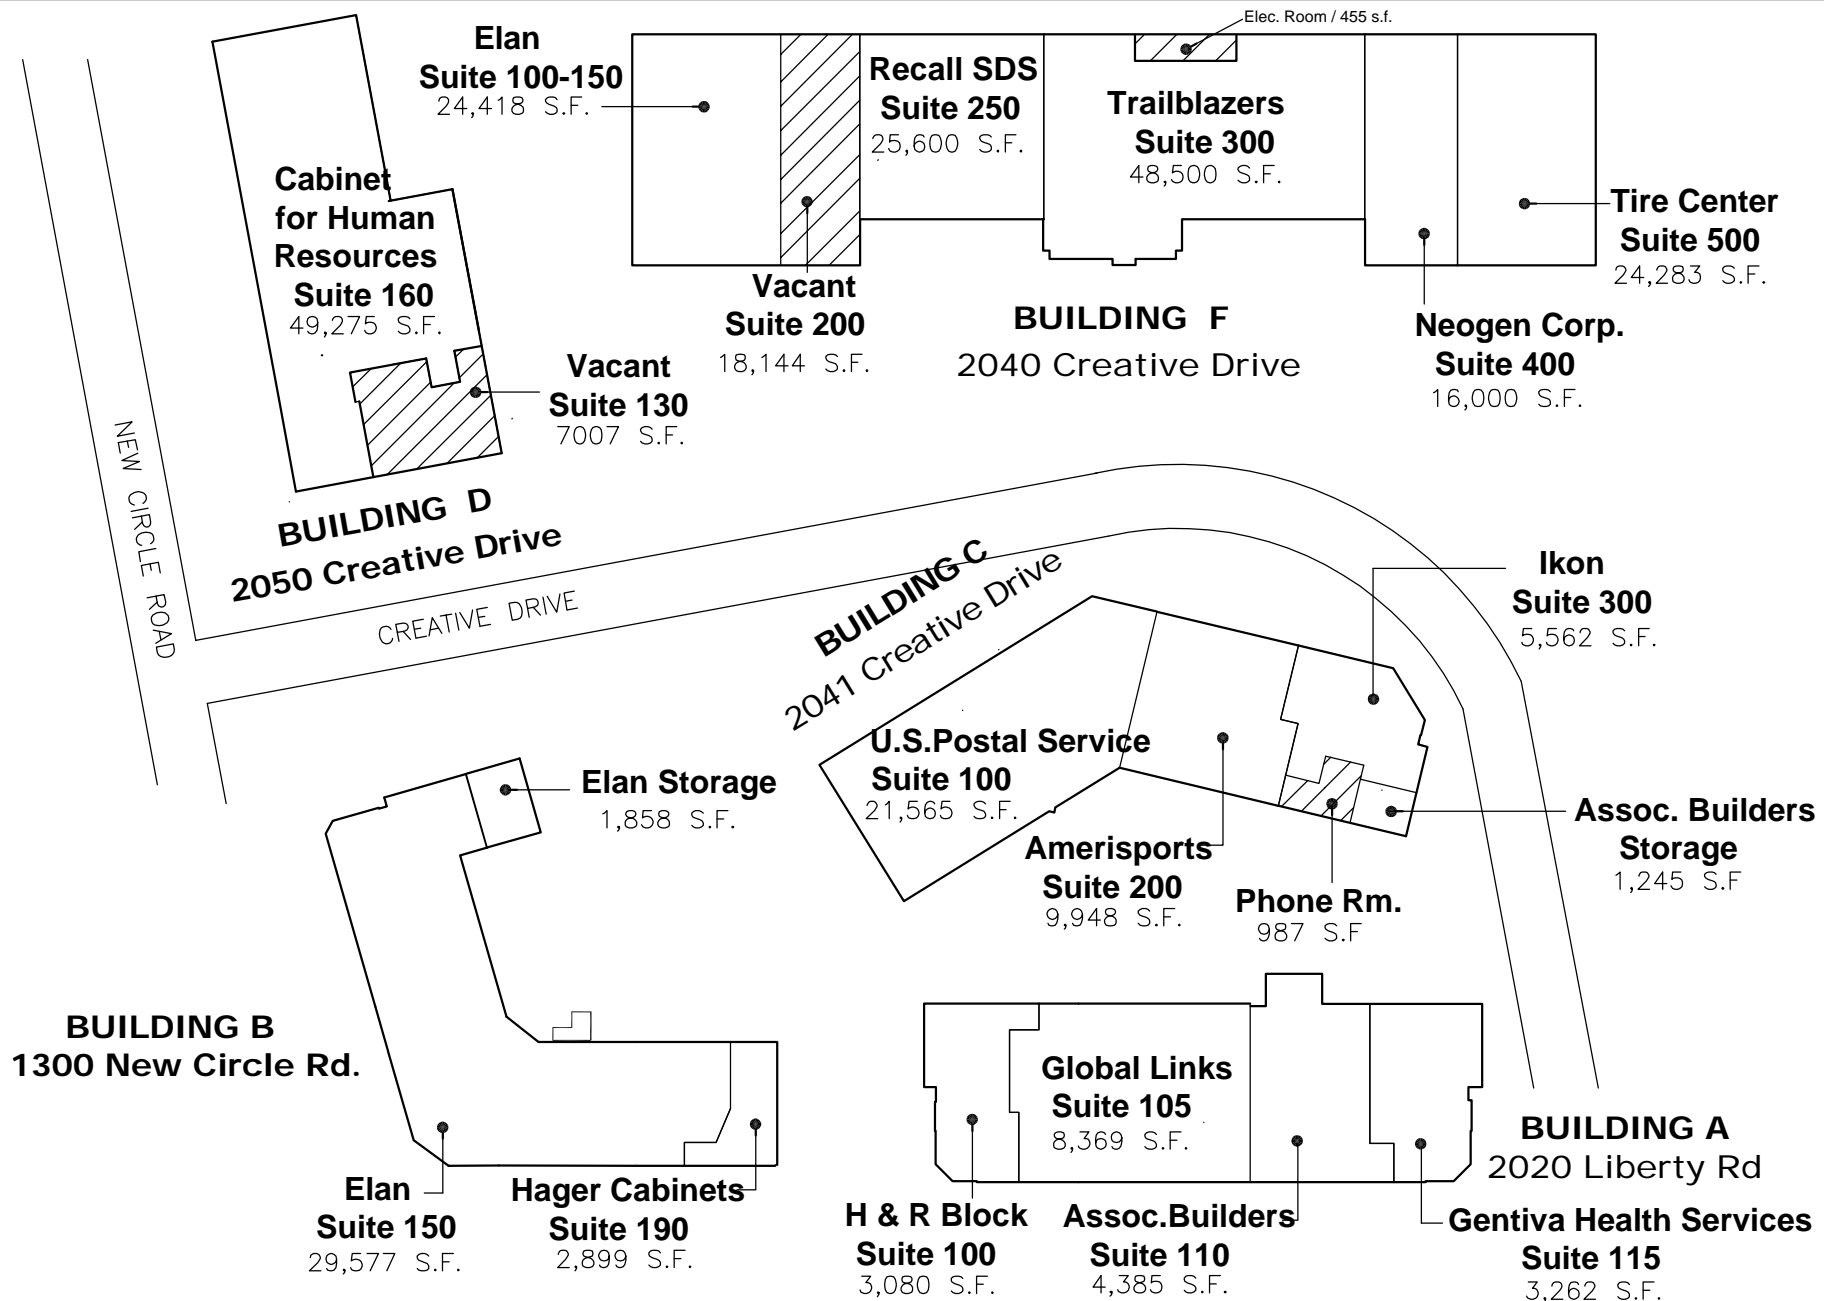 Elec. Room / 455 s.f.
Elan
Suite 100-150
24,418 S.F.
Recall SDS
Suite 250
25,600 S.F.
Trailblazers
Suite 300
48,500 S.F.
Cabinet
for Human
Resources
Suite 160
49,275 S.F.
Tire Center
Suite 500
24,283 S.F.
Vacant
Suite 200
18,144 S.F.
BUILDING F
2040 Creative Drive
Neogen Corp.
Suite 400
16,000 S.F.
Vacant
Suite 130
7007 S.F.
NEW CIRCLE ROAD
BUILDING D
2050 Creative Drive
CREATIVE DRIVE
BUILDING C
2041 Creative Drive
Ikon
Suite 300
5,562 S.F.
U.S.Postal Service
Suite 100
21,565 S.F.
Elan Storage
1,858 S.F.
Amerisports
Suite 200
9,948 S.F.
Phone Rm.
987 S.F
Assoc. Builders
Storage
1,245 S.F
BUILDING B
1300 New Circle Rd.
Global Links
Suite 105
8,369 S.F.
BUILDING A
2020 Liberty Rd
Elan
Suite 150
29,577 S.F.
Hager Cabinets
Suite 190
2,899 S.F.
H & R Block
Suite 100
3,080 S.F.
Assoc.Builders
Suite 110
4,385 S.F.
Gentiva Health Services
Suite 115
3,262 S.F.